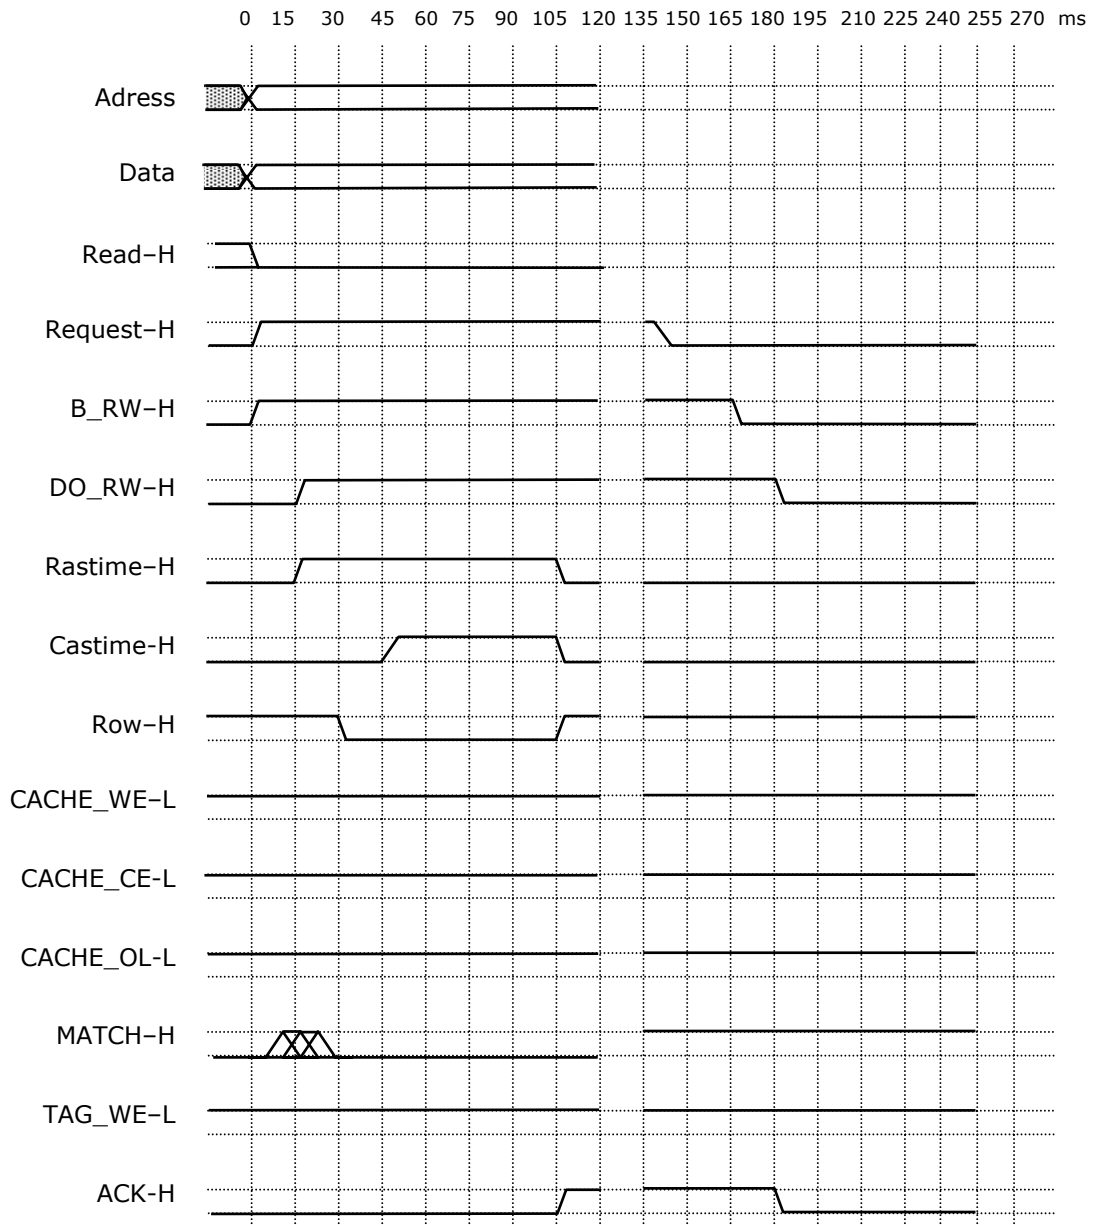 0 15 30 45 60 75 90 105 120 135 150 165 180 195 210 225 240 255 270 ms
Adress
Data
Read–H
Request–H
B_RW–H
DO_RW–H
Rastime–H
Castime-H
Row–H
CACHE_WE–L
CACHE_CE-L
CACHE_OL-L
MATCH–H
TAG_WE–L
ACK-H